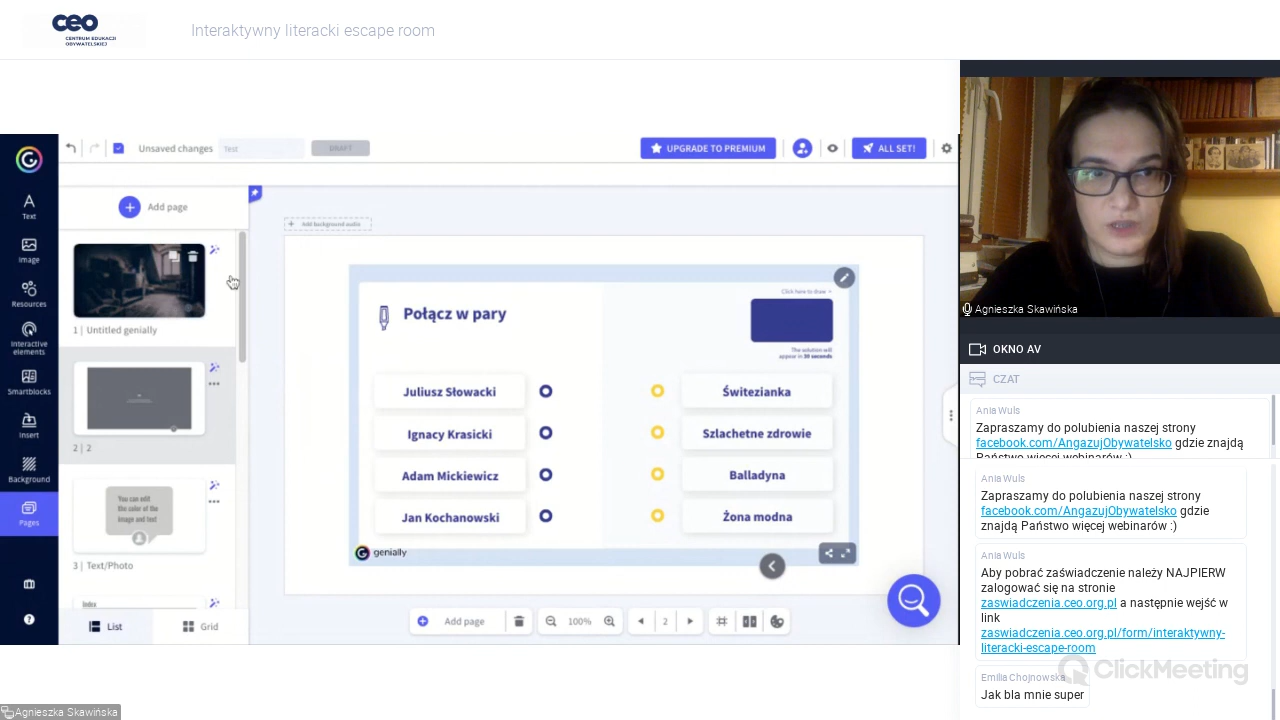 ceo
CENTRUM EDUKACJI
OBYWATELSKIEJ
Interaktywny literacki escape room
Unsaved changes
Test
DRAFT
UPGRADE TO PREMIUM
ALL SET!
Text
Image
Resources
Interactive
elements
Smartblocks
Insert
Background
Pages
Add page
1 | Untitled genially
2 | 2
You can edit
the color of the
image and text
3 | Text/Photo
Index
List
Grid
Add background audio
Połącz w pary
Click here to draw
The solution will
appear in 30 seconds
Juliusz Słowacki
Świtezianka
Ignacy Krasicki
Szlachetne zdrowie
Adam Mickiewicz
Balladyna
Jan Kochanowski
Żona modna
genially
Add page
100%
2
Agnieszka Skawińska
Agnieszka Skawińska
OKNO AV
CZAT
Ania Wuls
Zapraszamy do polubienia naszej strony
facebook.com/AngazujObywatelsko gdzie znajdą
Państwo więcej webinarów :)
Ania Wuls
Zapraszamy do polubienia naszej strony
facebook.com/AngazujObywatelsko gdzie
znajdą Państwo więcej webinarów :)
Ania Wuls
Aby pobrać zaświadczenie należy NAJPIERW
zalogować się na stronie
zaswiadczenia.ceo.org.pl a następnie wejść w
link
zaswiadczenia.ceo.org.pl/form/interaktywny-
literacki-escape-room
ClickMeeting
Emilia Chojnowska
Jak bla mnie super